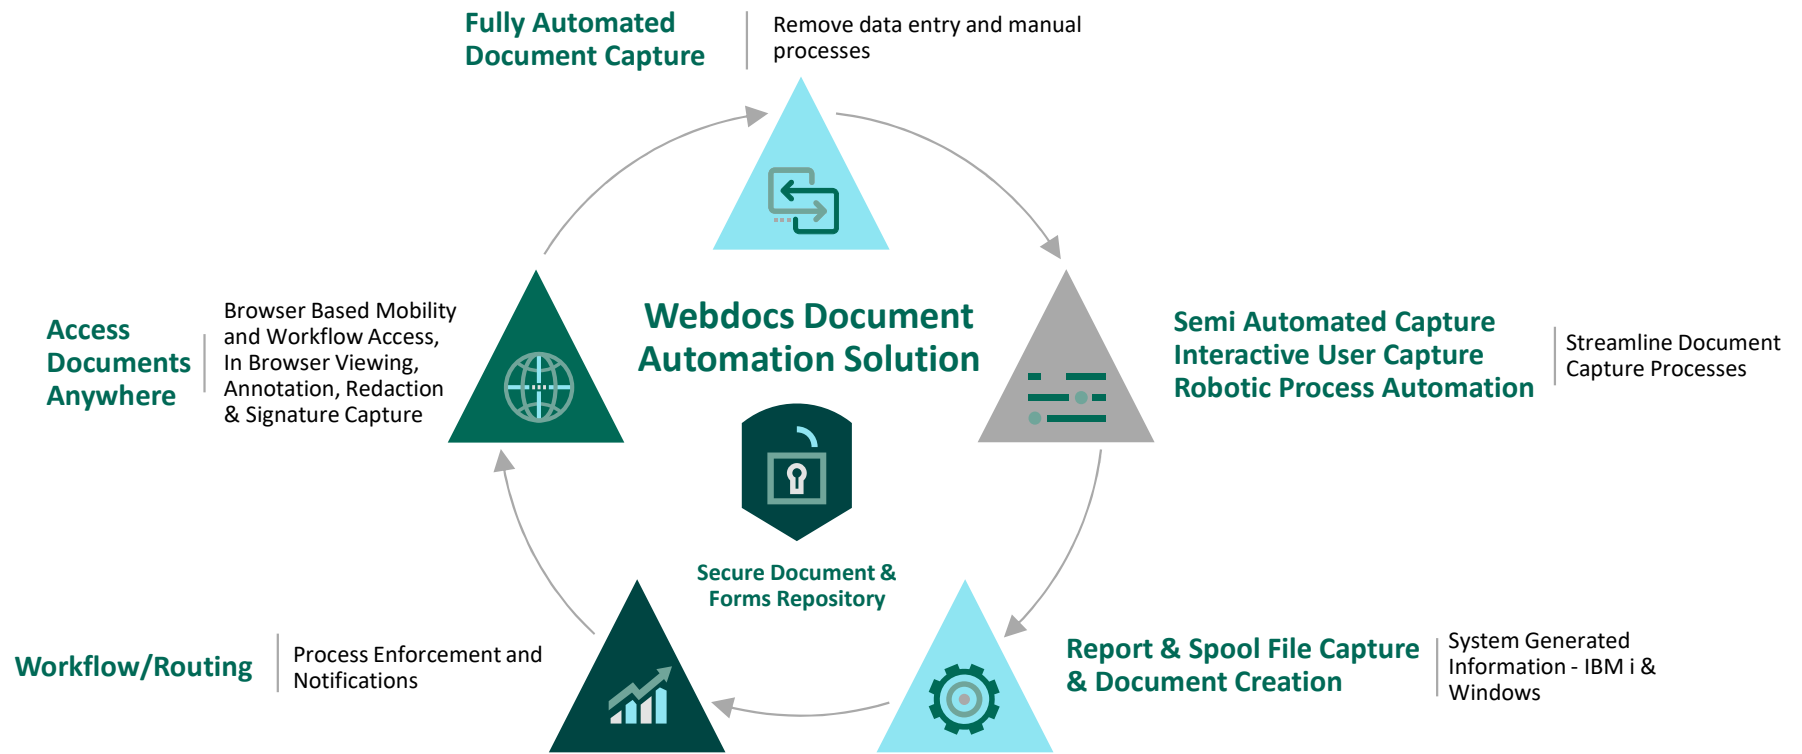 Fully Automated
Document Capture
Remove data entry and manual
processes
Webdocs Document
Automation Solution
Secure Document &
Forms Repository
Semi Automated Capture
Interactive User Capture
Robotic Process Automation
Streamline Document
Capture Processes
Report & Spool File Capture
& Document Creation
System Generated
Information - IBM i &
Windows
Workflow/Routing
Process Enforcement and
Notifications
Access
Documents
Anywhere
Browser Based Mobility
and Workflow Access,
In Browser Viewing,
Annotation, Redaction
& Signature Capture